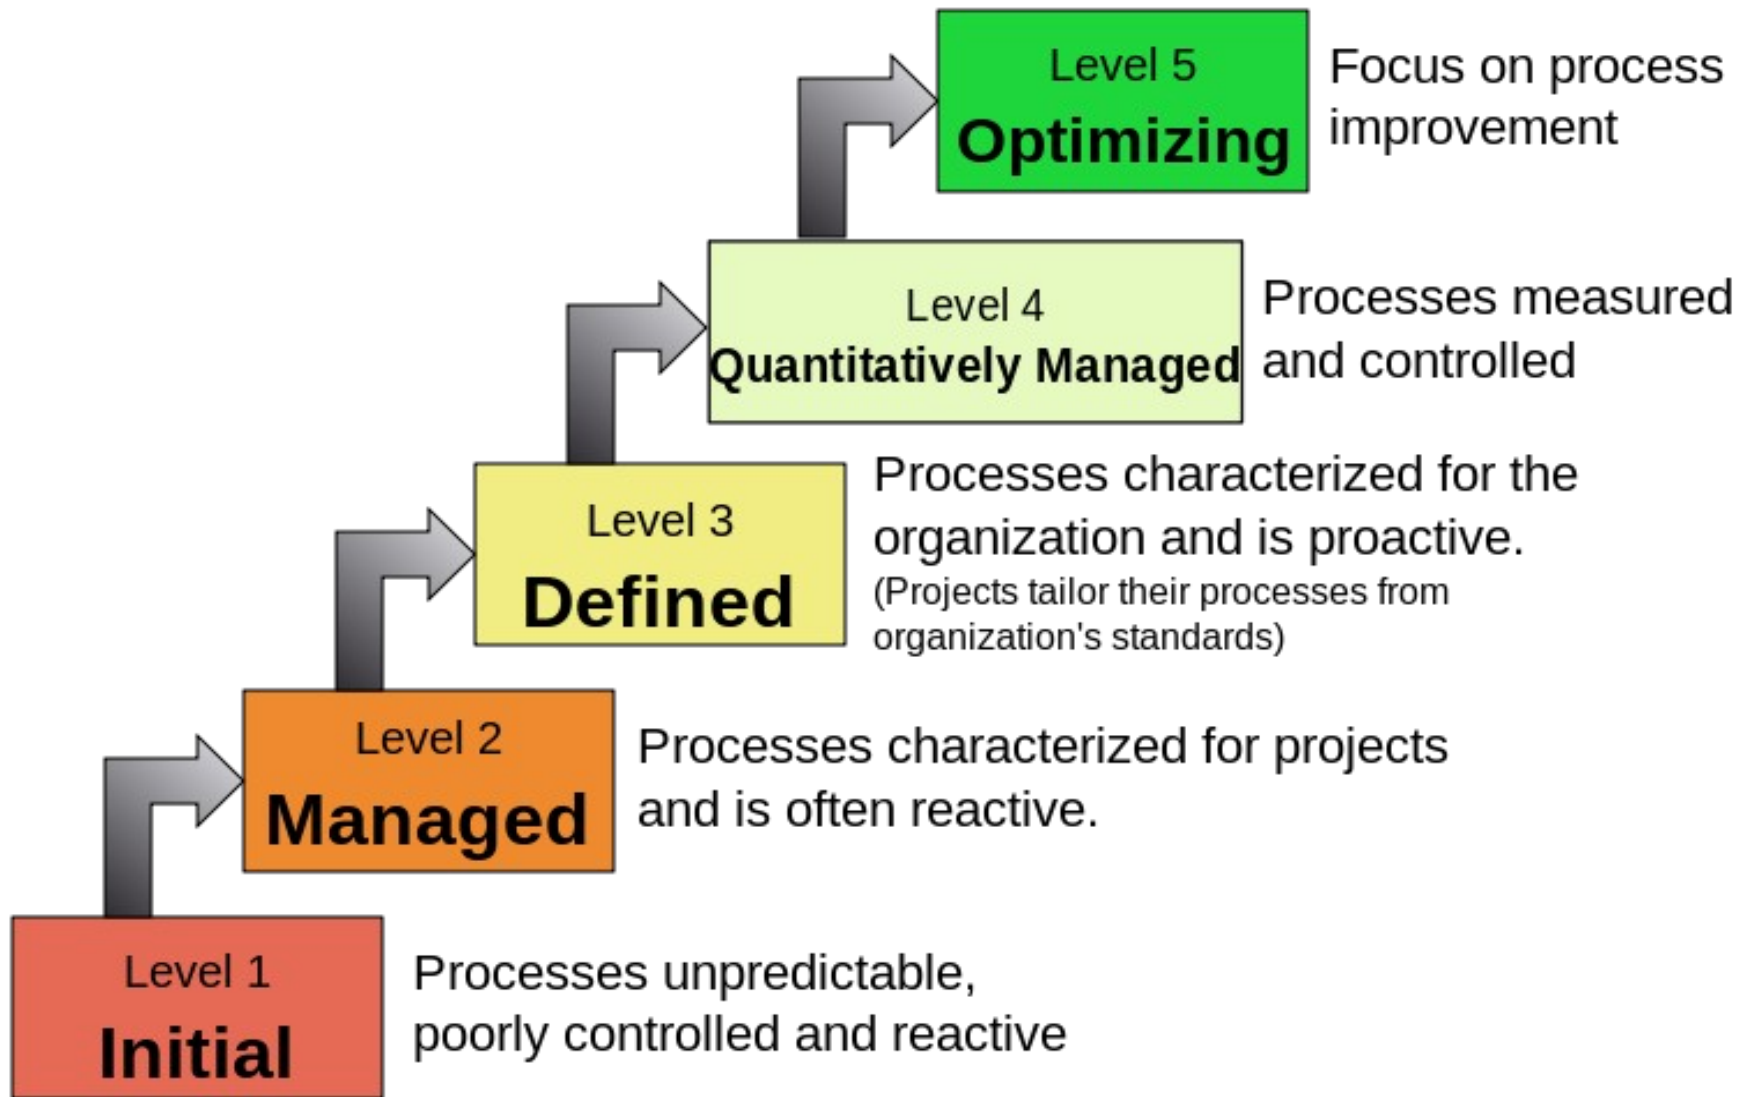 Level 5
Optimizing
Focus on process
improvement
Level 4
Quantitatively Managed
Processes measured
and controlled
Level 3
Defined
Processes characterized for the
organization and is proactive.
(Projects tailor their processes from
organization's standards)
Level 2
Managed
Processes characterized for projects
and is often reactive.
Level 1
Initial
Processes unpredictable,
poorly controlled and reactive